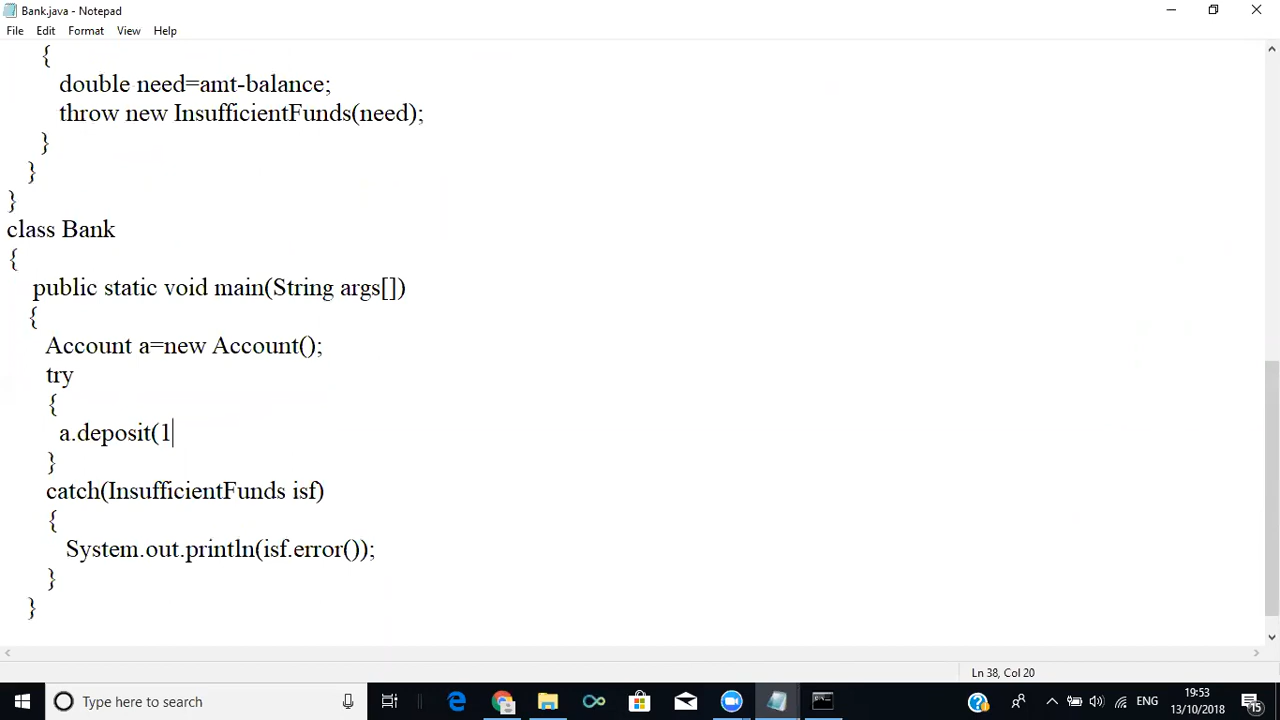 Bank.java - Notepad
File Edit Format View Help
{
double need=amt-balance;
throw new InsufficientFunds(need);
}
}
}
class Bank
{
public static void main(String args[])
{
Account a=new Account();
try
{
a.deposit(1
}
catch(InsufficientFunds isf)
{
System.out.println(isf.error());
}
}
Ln 38, Col 20
Type here to search
ENG
19:53
13/10/2018
15